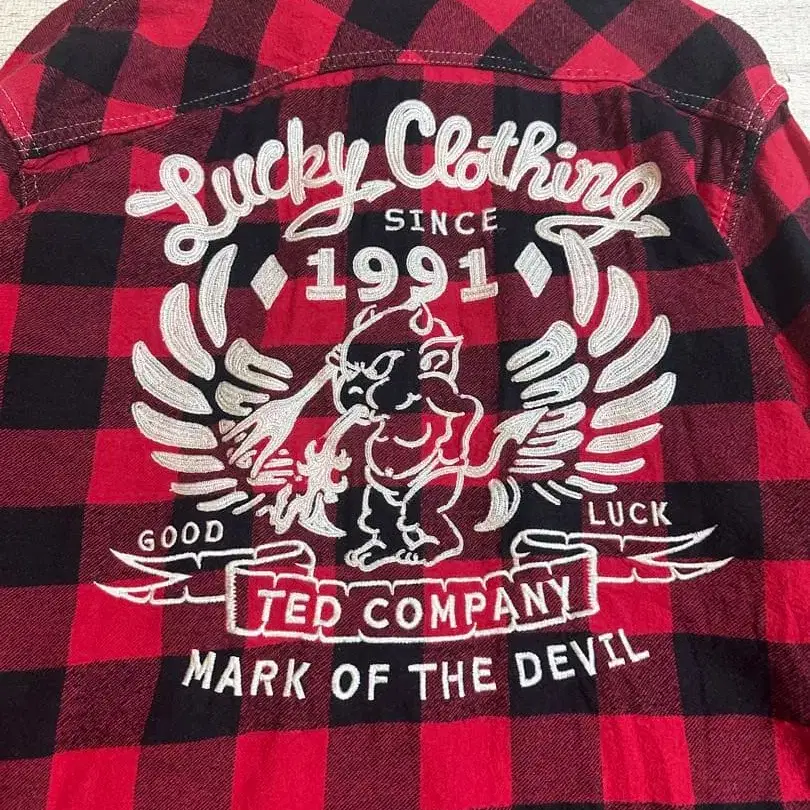 Lucky Clothing
SINCE
1991
GOOD LUCK
TED COMPANY
MARK OF THE DEVIL